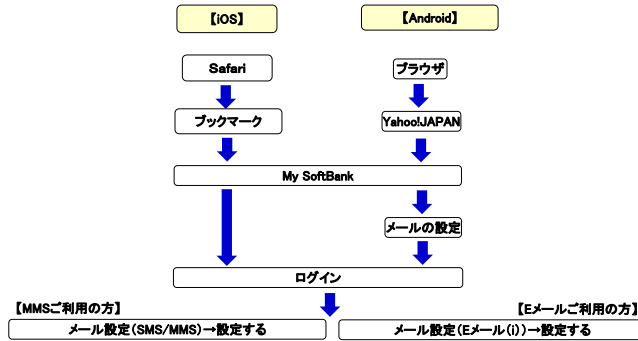 【iOS】
【Android】
Safari
ブラウザ
ブックマーク
Yahoo!JAPAN
My SoftBank
メールの設定
ログイン
【MMSご利用の方】
【Eメールご利用の方】
メール設定(SMS/MMS)→設定する
メール設定(Eメール(i))→設定する